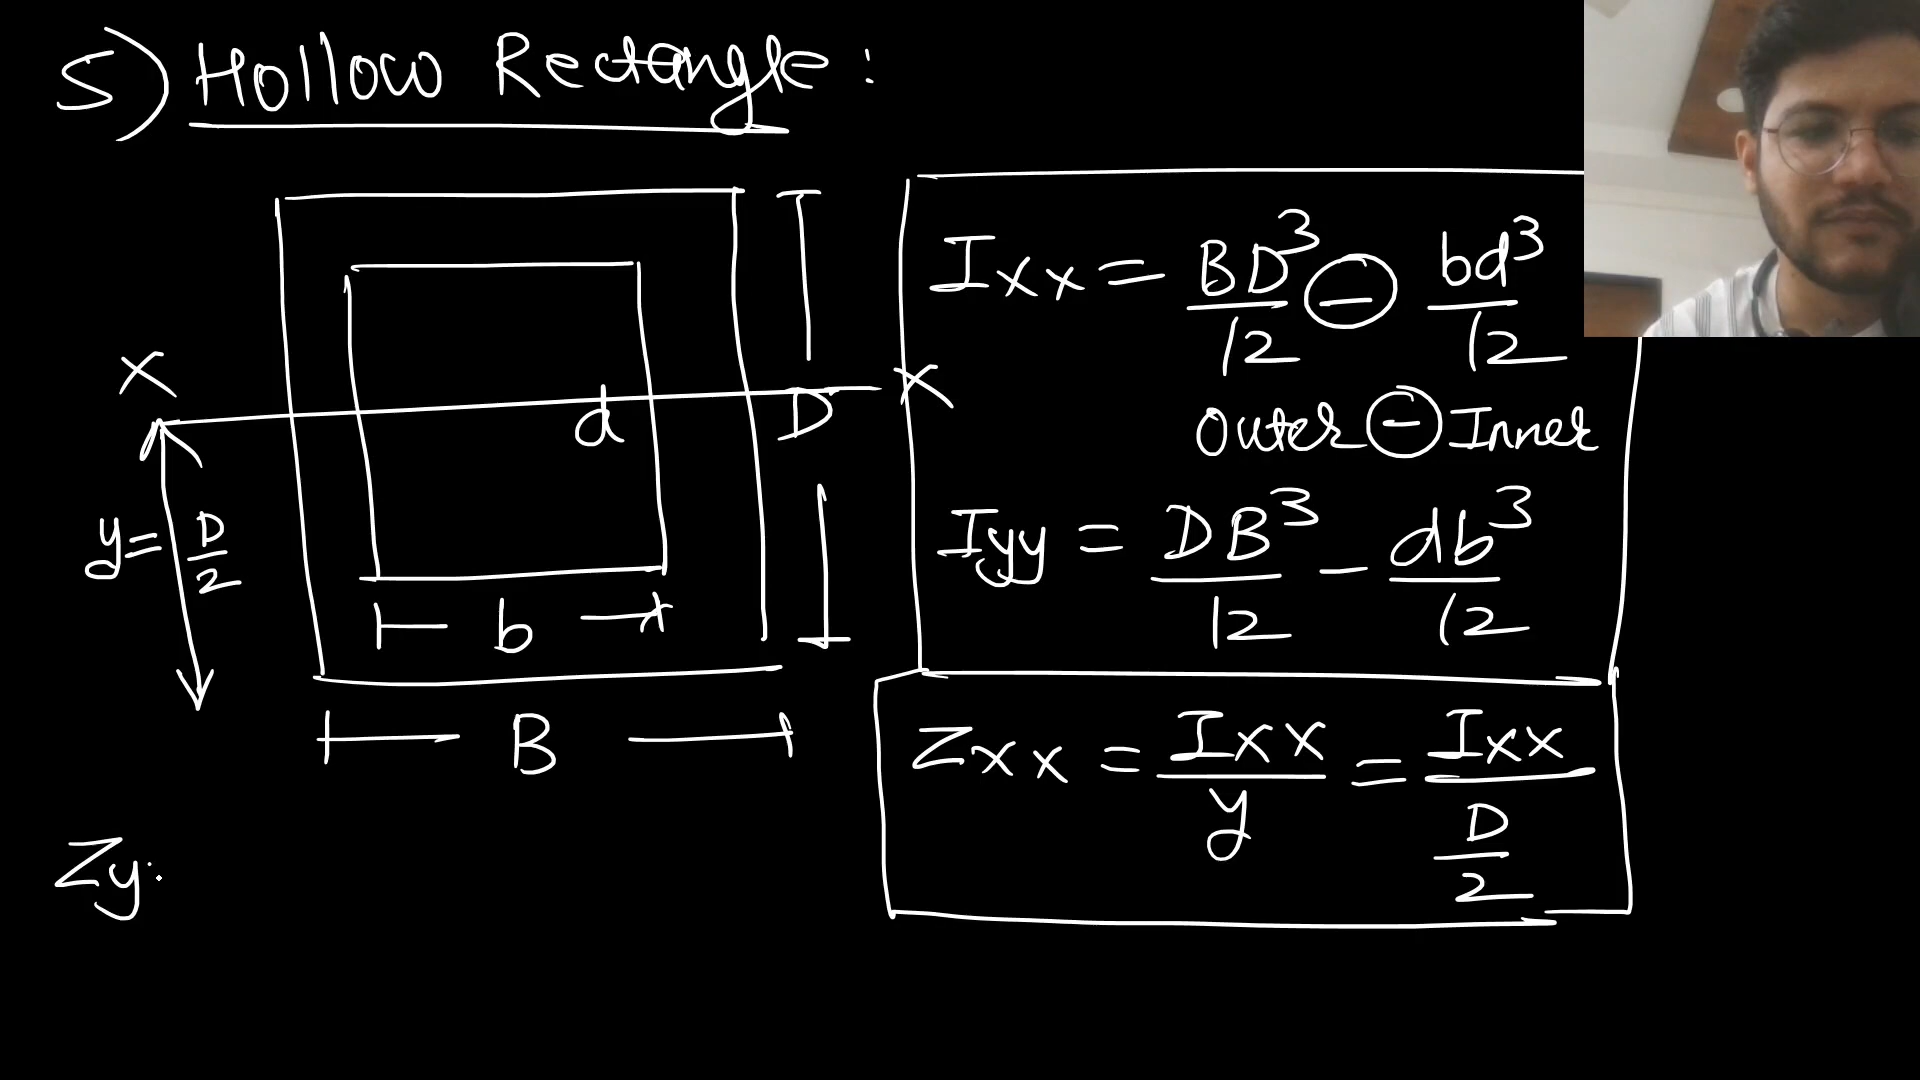 5) Hollow Rectangle :
Ixx = BD³/12 ⊖ bd³/12
Outer ⊖ Inner
X
X
d
D
y = D/2
b
B
Iyy = DB³/12 - db³/12
Zxx = Ixx/y = Ixx/(D/2)
Zy